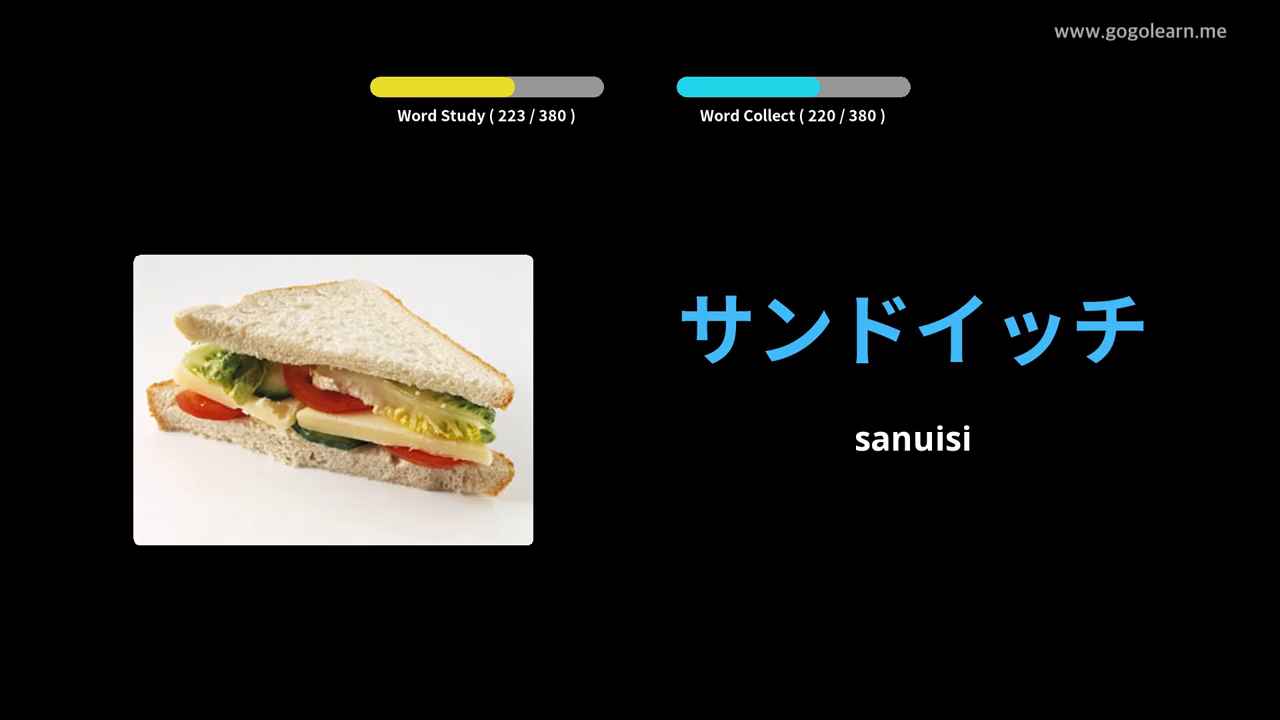 www.gogolearn.me
Word Study ( 223 / 380 )
Word Collect ( 220 / 380 )
サンドイッチ
sanuisi